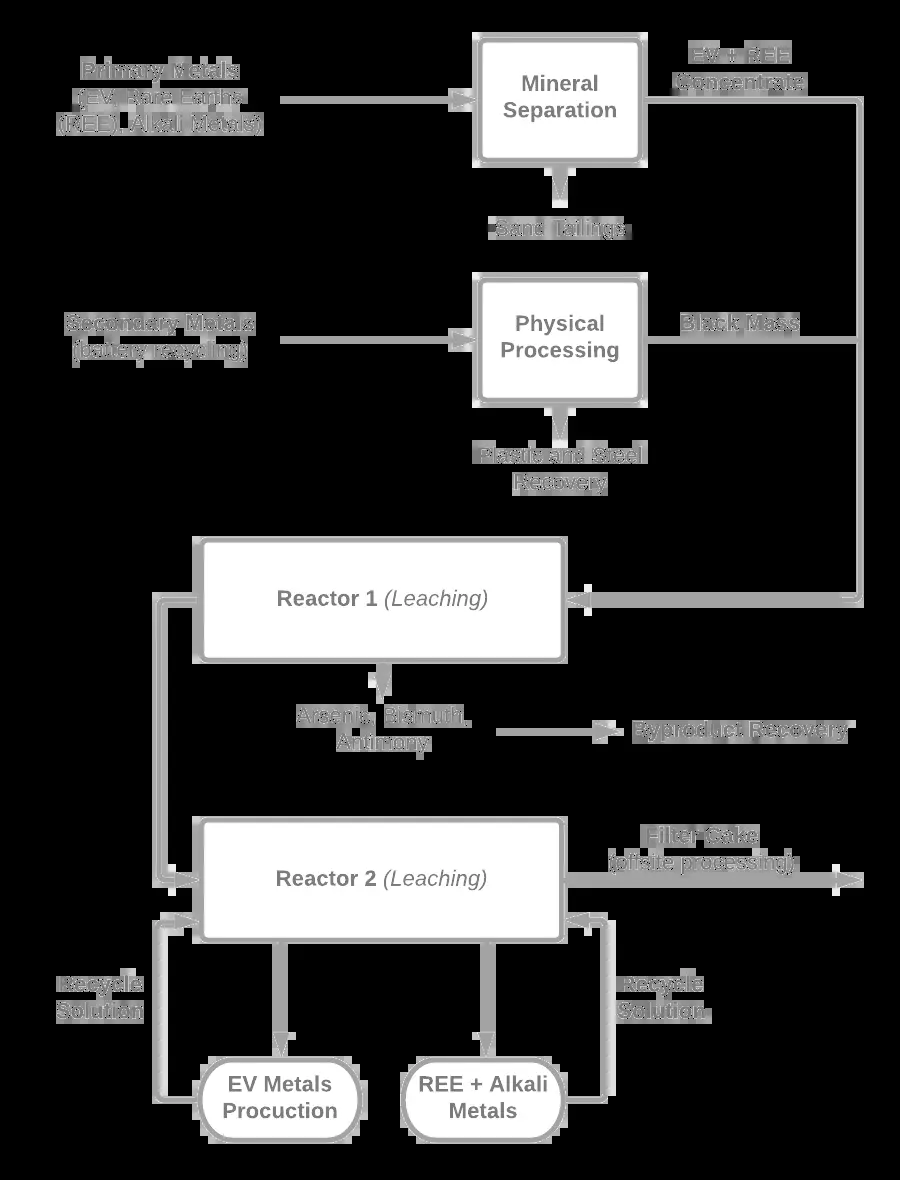 Primary Metals
(EV, Rare Earths
(REE), Alkali Metals)
Mineral
Separation
EV + REE
Concentrate
Sand Tailings
Secondary Metals
(battery recycling)
Physical
Processing
Black Mass
Plastic and Steel
Recovery
Reactor 1 (Leaching)
Arsenic, Bismuth,
Antimony
Byproduct Recovery
Reactor 2 (Leaching)
Filter Cake
(offsite processing)
Recycle
Solution
Recycle
Solution
EV Metals
Procuction
REE + Alkali
Metals